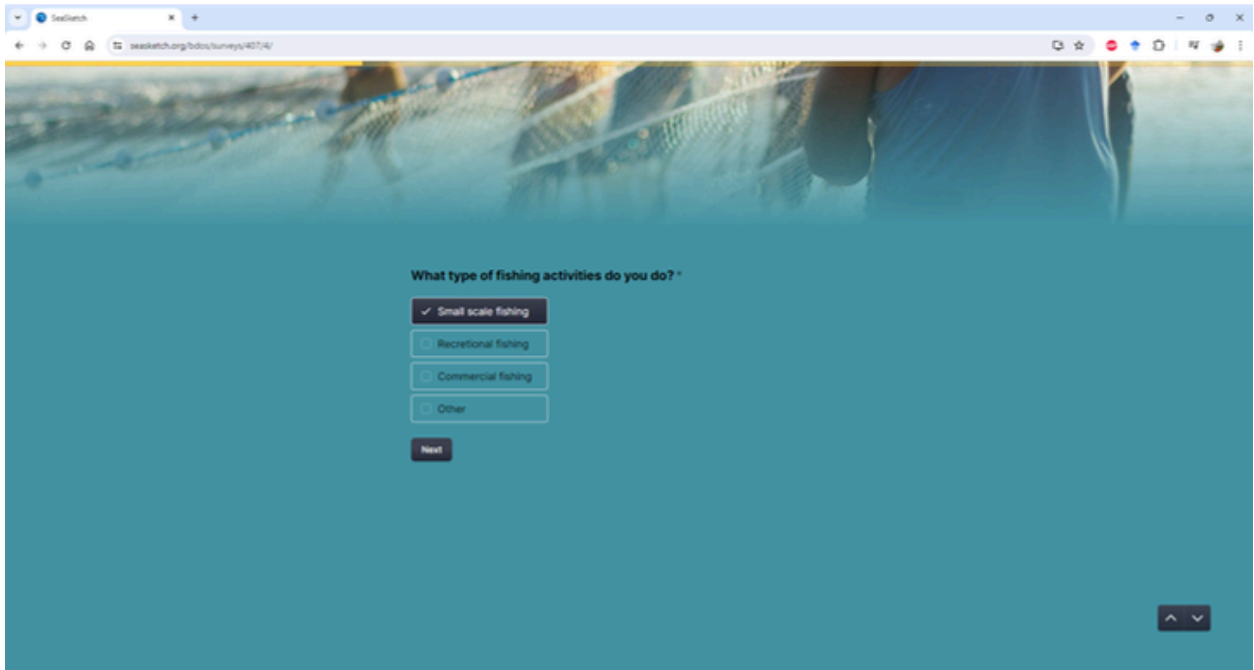 SeaSketch
seasketch.org/bdos/surveys/407/4/
What type of fishing activities do you do? *
Small scale fishing
Recretional fishing
Commercial fishing
Other
Next